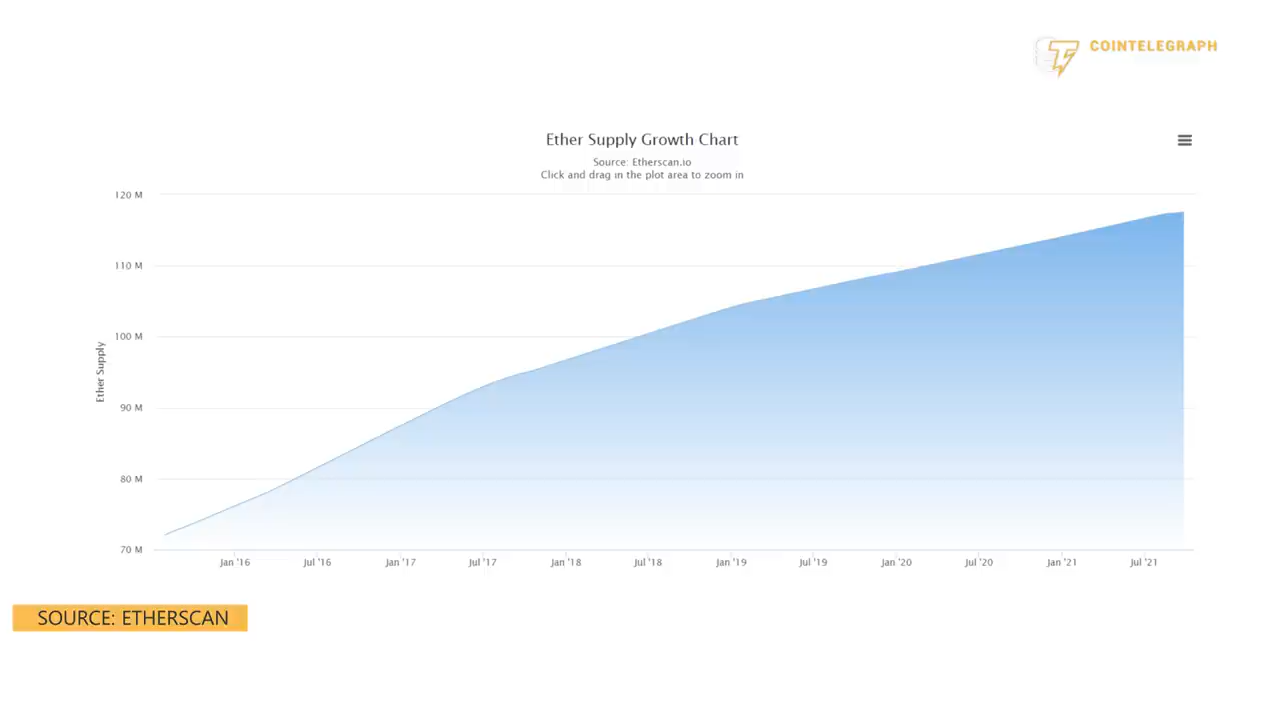 COINTELEGRAPH
Ether Supply Growth Chart
Source: Etherscan.io
Click and drag in the plot area to zoom in
120 M
110 M
100 M
90 M
80 M
70 M
Ether Supply
Jan '16 Jul '16 Jan '17 Jul '17 Jan '18 Jul '18 Jan '19 Jul '19 Jan '20 Jul '20 Jan '21 Jul '21
SOURCE: ETHERSCAN